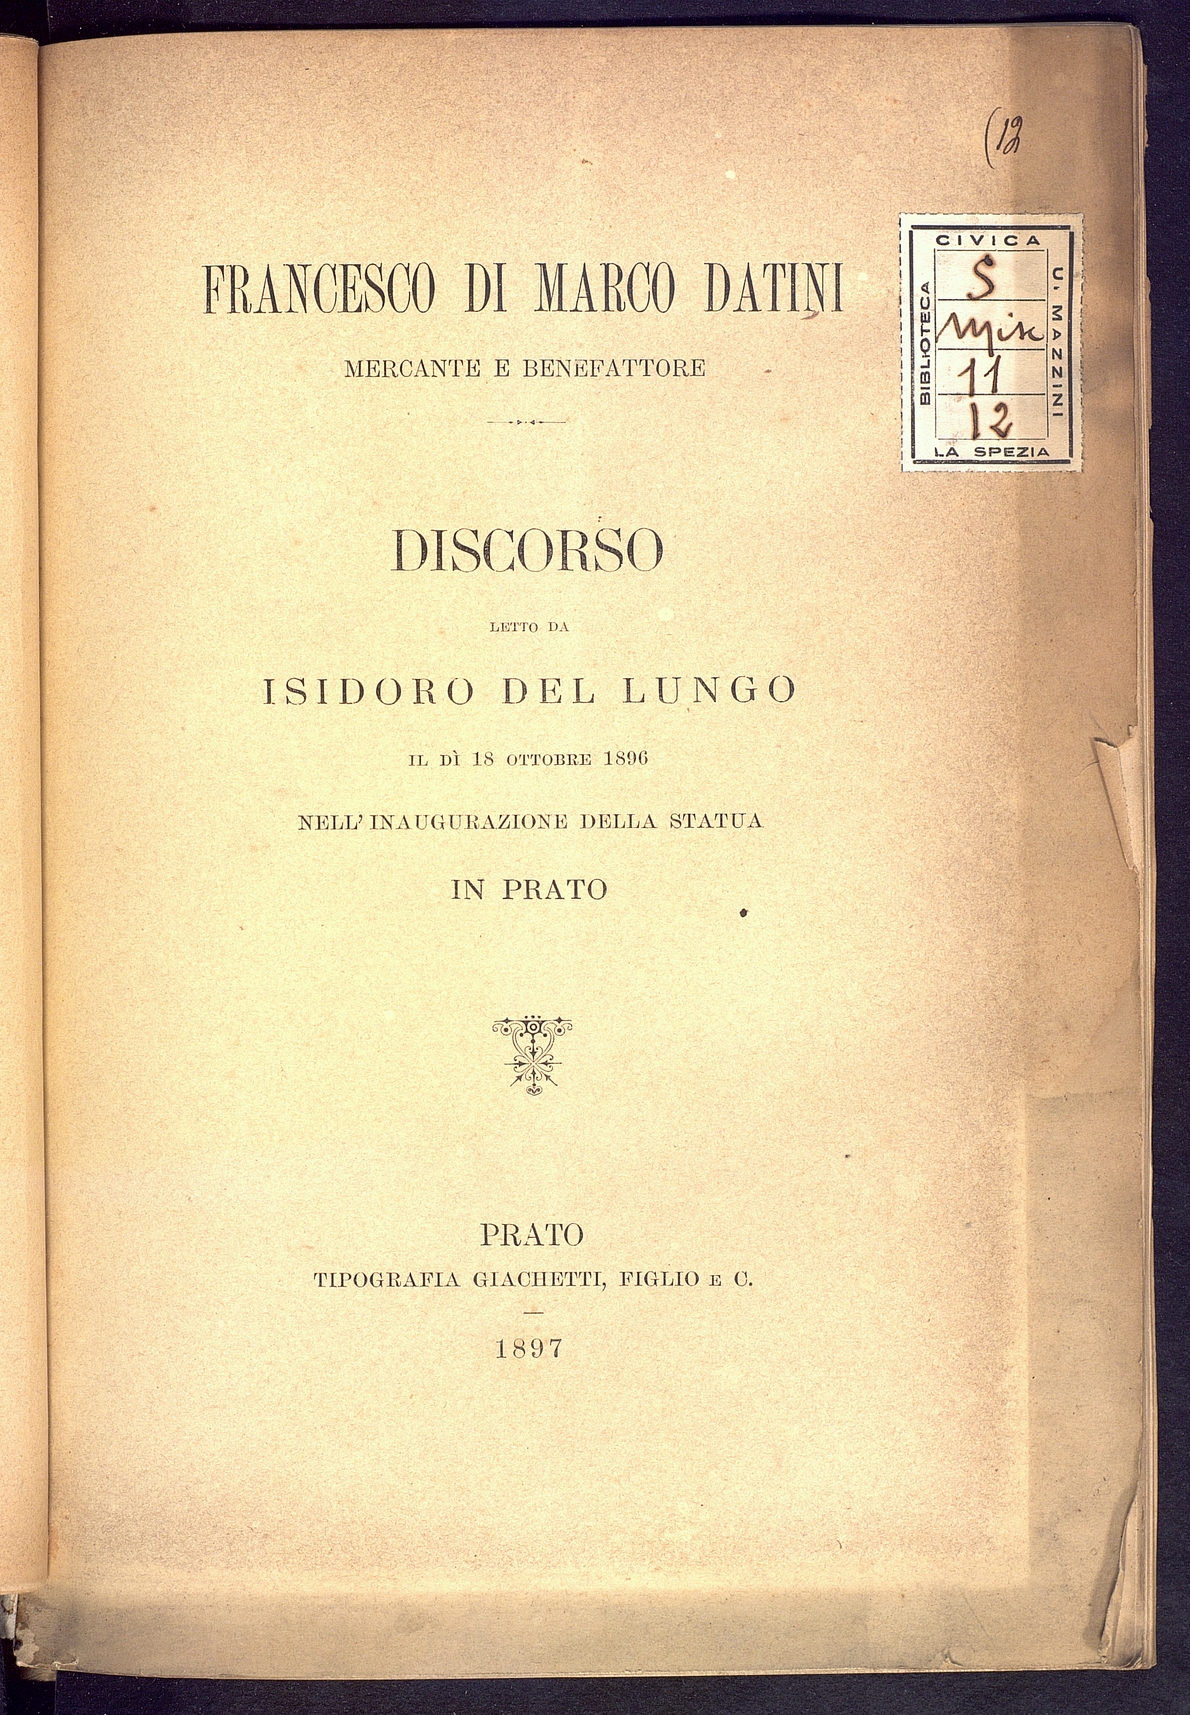 (12
FRANCESCO DI MARCO DATINI
MERCANTE E BENEFATTORE
DISCORSO
LETTO DA
ISIDORO DEL LUNGO
IL DÌ 18 OTTOBRE 1896
NELL' INAUGURAZIONE DELLA STATUA
IN PRATO
PRATO
TIPOGRAFIA GIACHETTI, FIGLIO E C.
1897
CIVICA
BIBLIOTECA
U. MAZZINI
S
Misc
11
12
LA SPEZIA